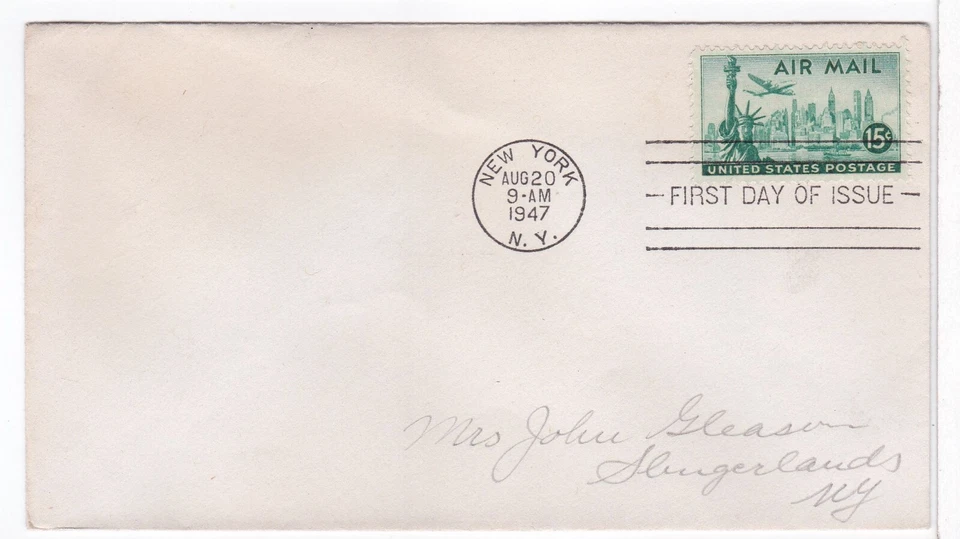 AIR MAIL
15¢
UNITED STATES POSTAGE
NEW YORK
AUG 20
9-AM
1947
N. Y.
FIRST DAY OF ISSUE
Mrs John Gleason
Slingerlands
NY